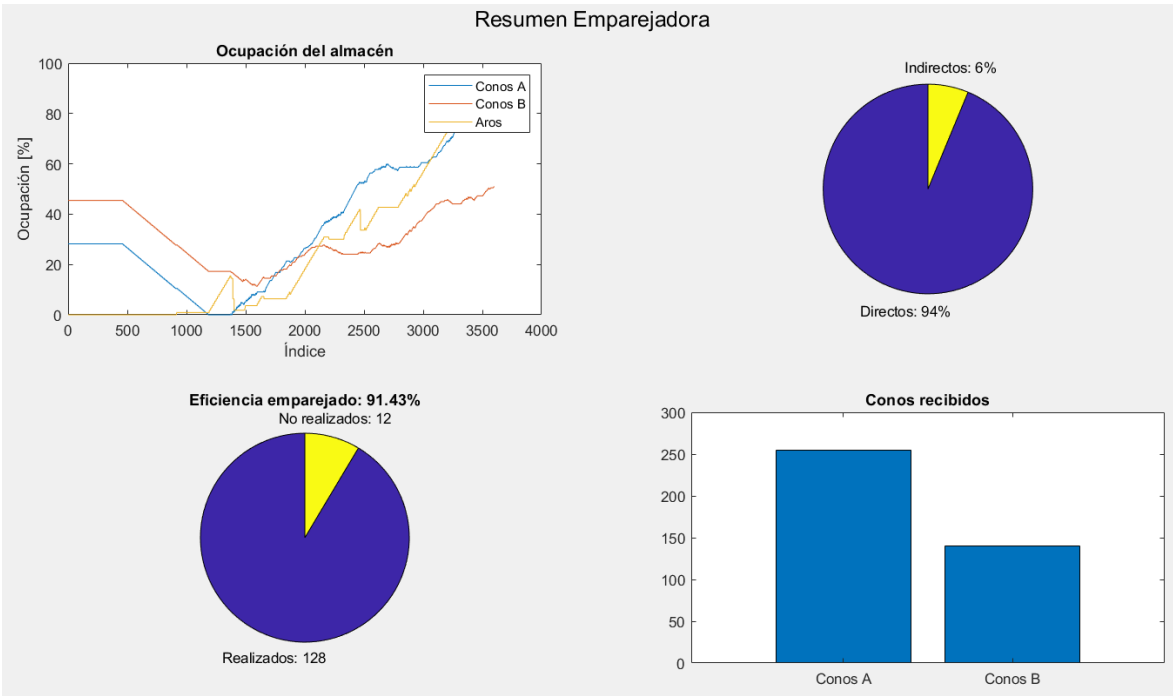 Resumen Emparejadora
Ocupación del almacén
100
80
60
40
20
0
Ocupación [%]
0 500 1000 1500 2000 2500 3000 3500 4000
Índice
Conos A
Conos B
Aros
Indirectos: 6%
Directos: 94%
Eficiencia emparejado: 91.43%
No realizados: 12
Realizados: 128
Conos recibidos
300
250
200
150
100
50
0
Conos A Conos B